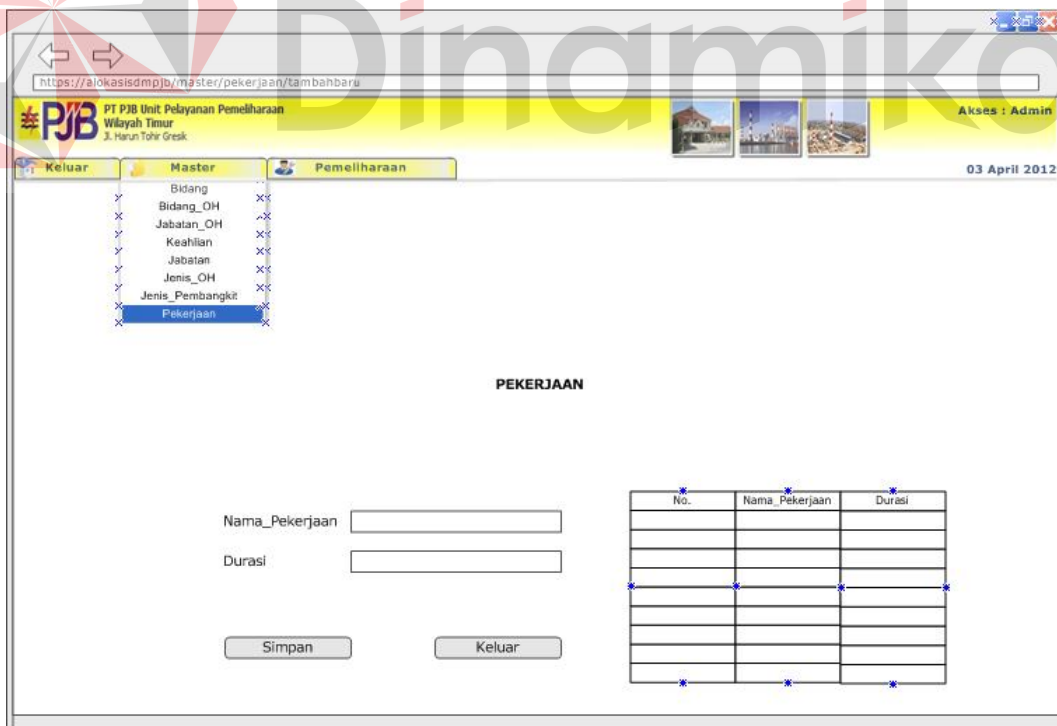 Dinamika
https://alokasisdmpjb/master/pekerjaan/tambahbaru
PJB
PT PJB Unit Pelayanan Pemeliharaan
Wilayah Timur
Jl. Harun Tohir Gresik
Akses : Admin
Keluar
Master
Pemeliharaan
03 April 2012
Bidang
Bidang_OH
Jabatan_OH
Keahlian
Jabatan
Jenis_OH
Jenis_Pembangkit
Pekerjaan
PEKERJAAN
No. Nama_Pekerjaan Durasi
Nama_Pekerjaan
Durasi
Simpan
Keluar